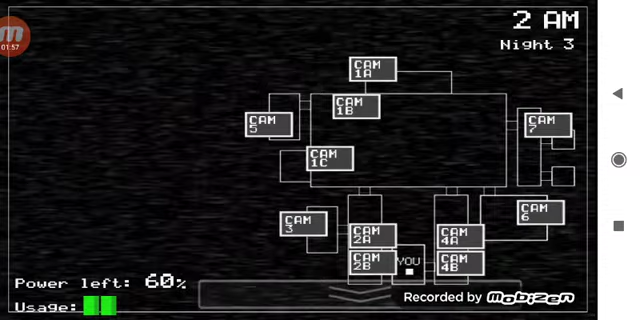 2 AM
Night 3
01:57
CAM
1A
CAM
1B
CAM
5
CAM
7
CAM
1C
CAM
3
CAM
6
CAM
2A
CAM
4A
CAM
2B
YOU
CAM
4B
Power left: 60%
Usage:
Recorded by Mobizen